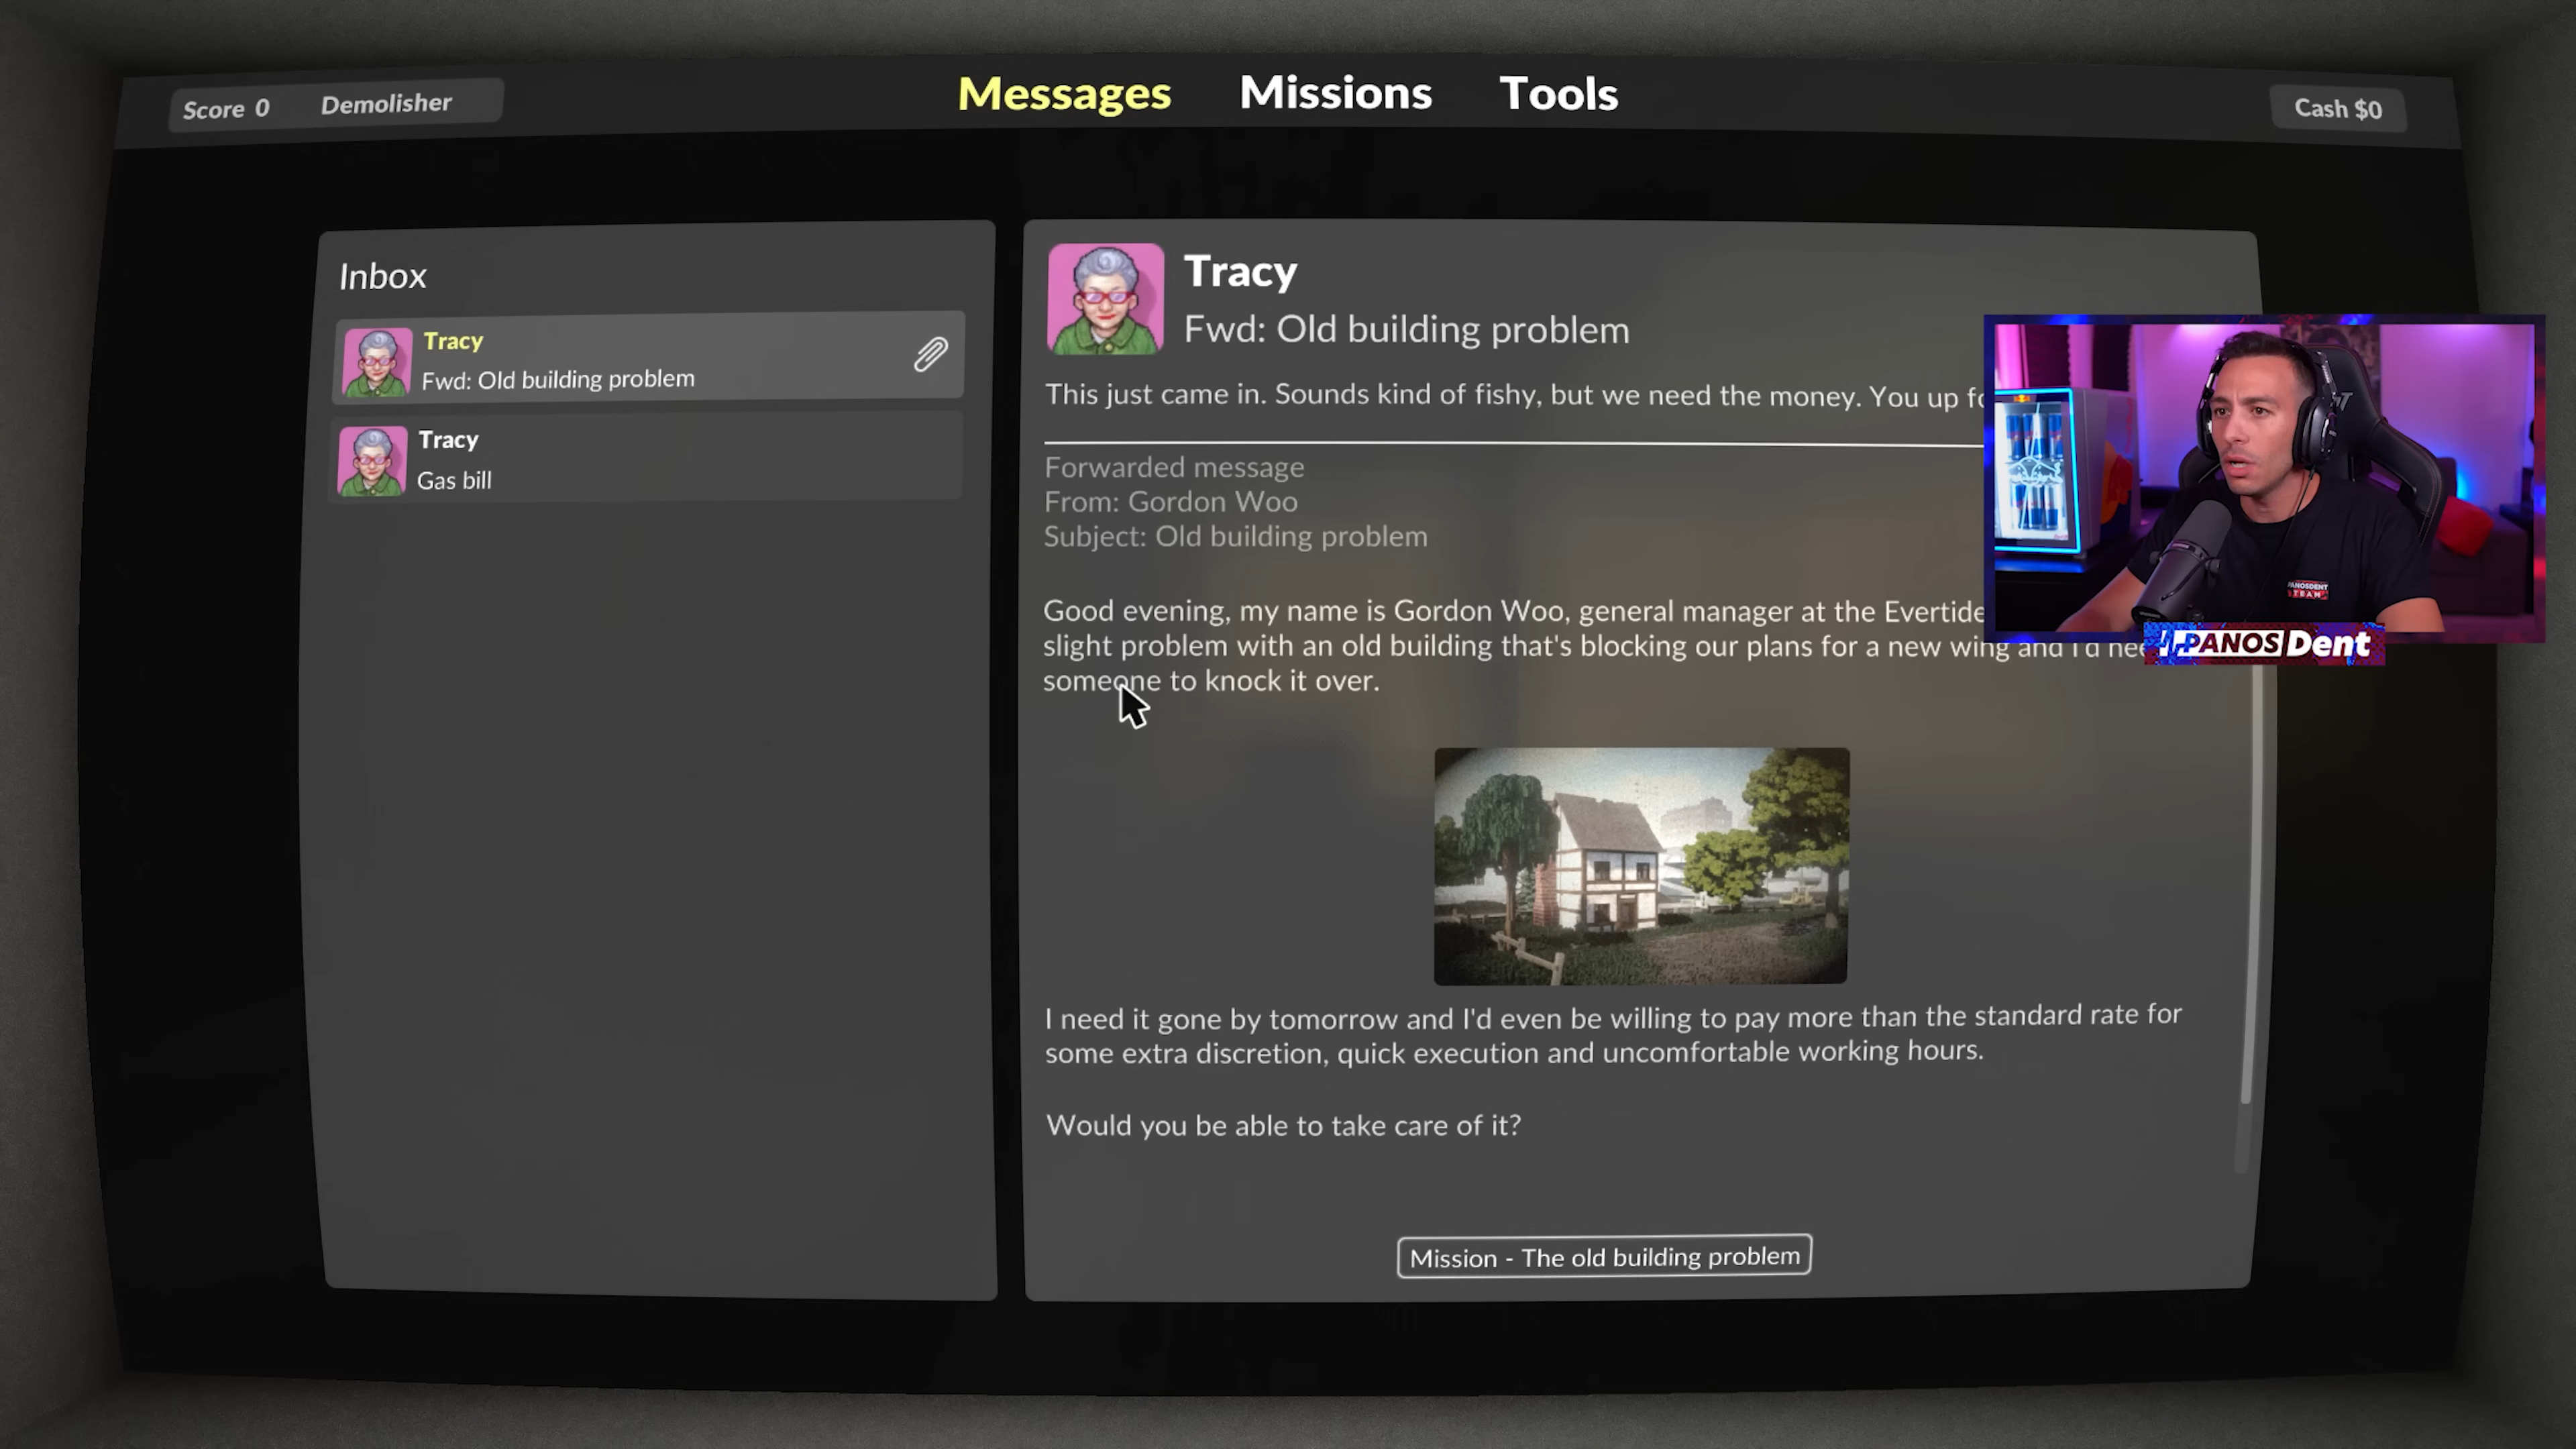 Score 0 Demolisher
Messages Missions Tools
Cash $0
Inbox
Tracy
Fwd: Old building problem
Tracy
Gas bill
Tracy
Fwd: Old building problem
This just came in. Sounds kind of fishy, but we need the money. You up
Forwarded message
From: Gordon Woo
Subject: Old building problem
Good evening, my name is Gordon Woo, general manager at the Evertide
slight problem with an old building that's blocking our plans for a new wing and I'd
someone to knock it over.
I need it gone by tomorrow and I'd even be willing to pay more than the standard rate for
some extra discretion, quick execution and uncomfortable working hours.
Would you be able to take care of it?
Mission - The old building problem
PANOSDENT
TEAM
PANOS Dent